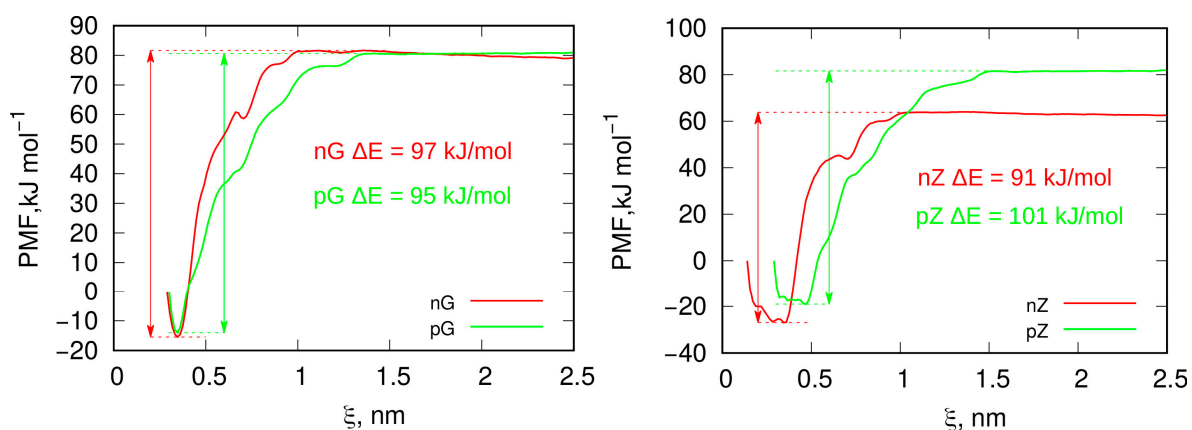 90
80
70
60
50
40
30
20
80
0
−10
−20
PMF,kJ mol−1
nG ΔE = 97 kJ/mol
pG ΔE = 95 kJ/mol
nG
pG
0 0.5 1 1.5 2 2.5
ξ, nm
100
80
60
40
20
0
−20
−40
PMF,kJ mol−1
nZ ΔE = 91 kJ/mol
pZ ΔE = 101 kJ/mol
nZ
pZ
0 0.5 1 1.5 2 2.5
ξ, nm